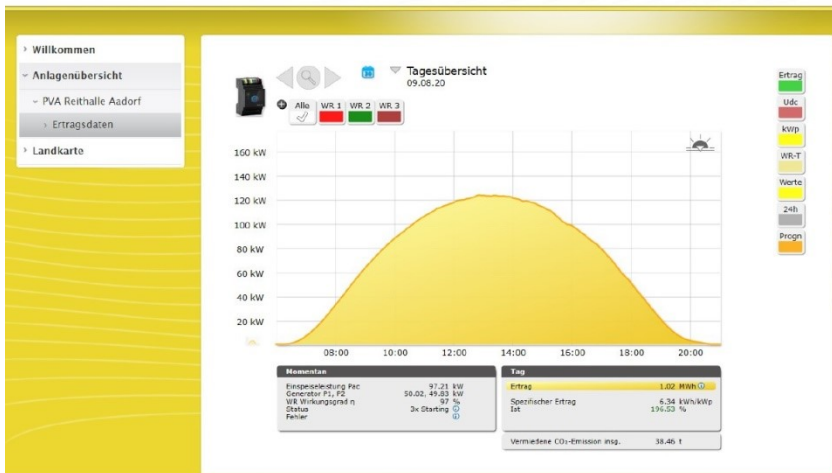 Willkommen
Anlagenübersicht
PVA Reithalle Aadorf
Ertragsdaten
Landkarte
Tagesübersicht
09.08.20
Alle WR 1 WR 2 WR 3
160 kW
140 kW
120 kW
100 kW
80 kW
60 kW
40 kW
20 kW
08:00 10:00 12:00 14:00 16:00 18:00 20:00
Ertrag
Udc
kWp
WR-T
Werte
24h
Progn
Momentan
Einspeiseleistung Pac 97.21 kW
Generator P1, P2 50.02, 49.83 kW
WR Wirkungsgrad η 97 %
Status 3x Starting
Fehler
Tag
Ertrag 1.02 MWh
Spezifischer Ertrag 6.34 kWh/kWp
Ist 196.53 %
Vermiedene CO₂-Emission insg. 38.46 t